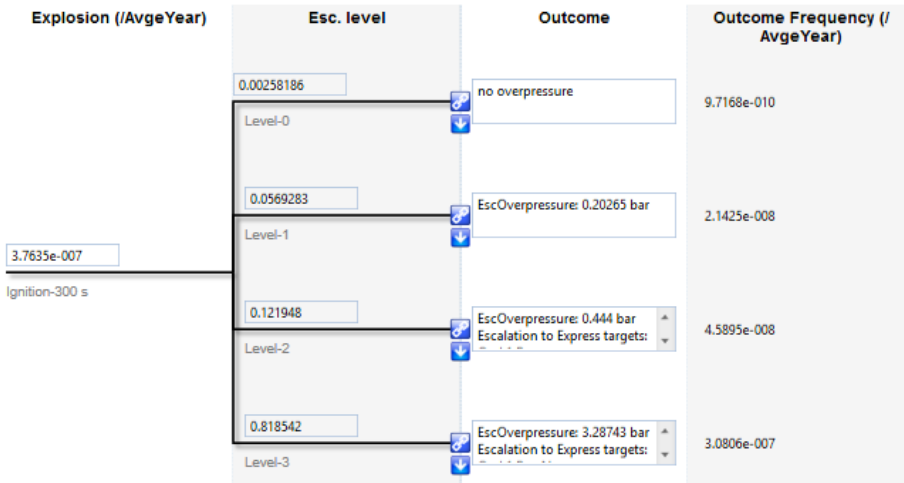 Explosion (/AvgeYear)
Esc. level
Outcome
Outcome Frequency (/
AvgeYear)
0.00258186
Level-0
no overpressure
9.7168e-010
0.0569283
Level-1
EscOverpressure: 0.20265 bar
2.1425e-008
3.7635e-007
Ignition-300 s
0.121948
Level-2
EscOverpressure: 0.444 bar
Escalation to Express targets:
4.5895e-008
0.818542
Level-3
EscOverpressure: 3.28743 bar
Escalation to Express targets:
3.0806e-007